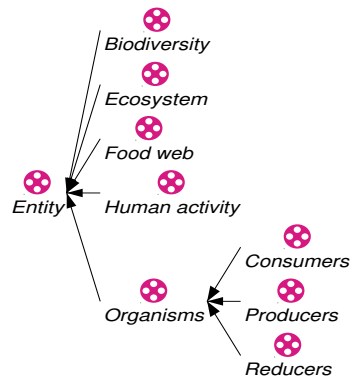 Biodiversity
Ecosystem
Food web
Entity
Human activity
Consumers
Organisms
Producers
Reducers